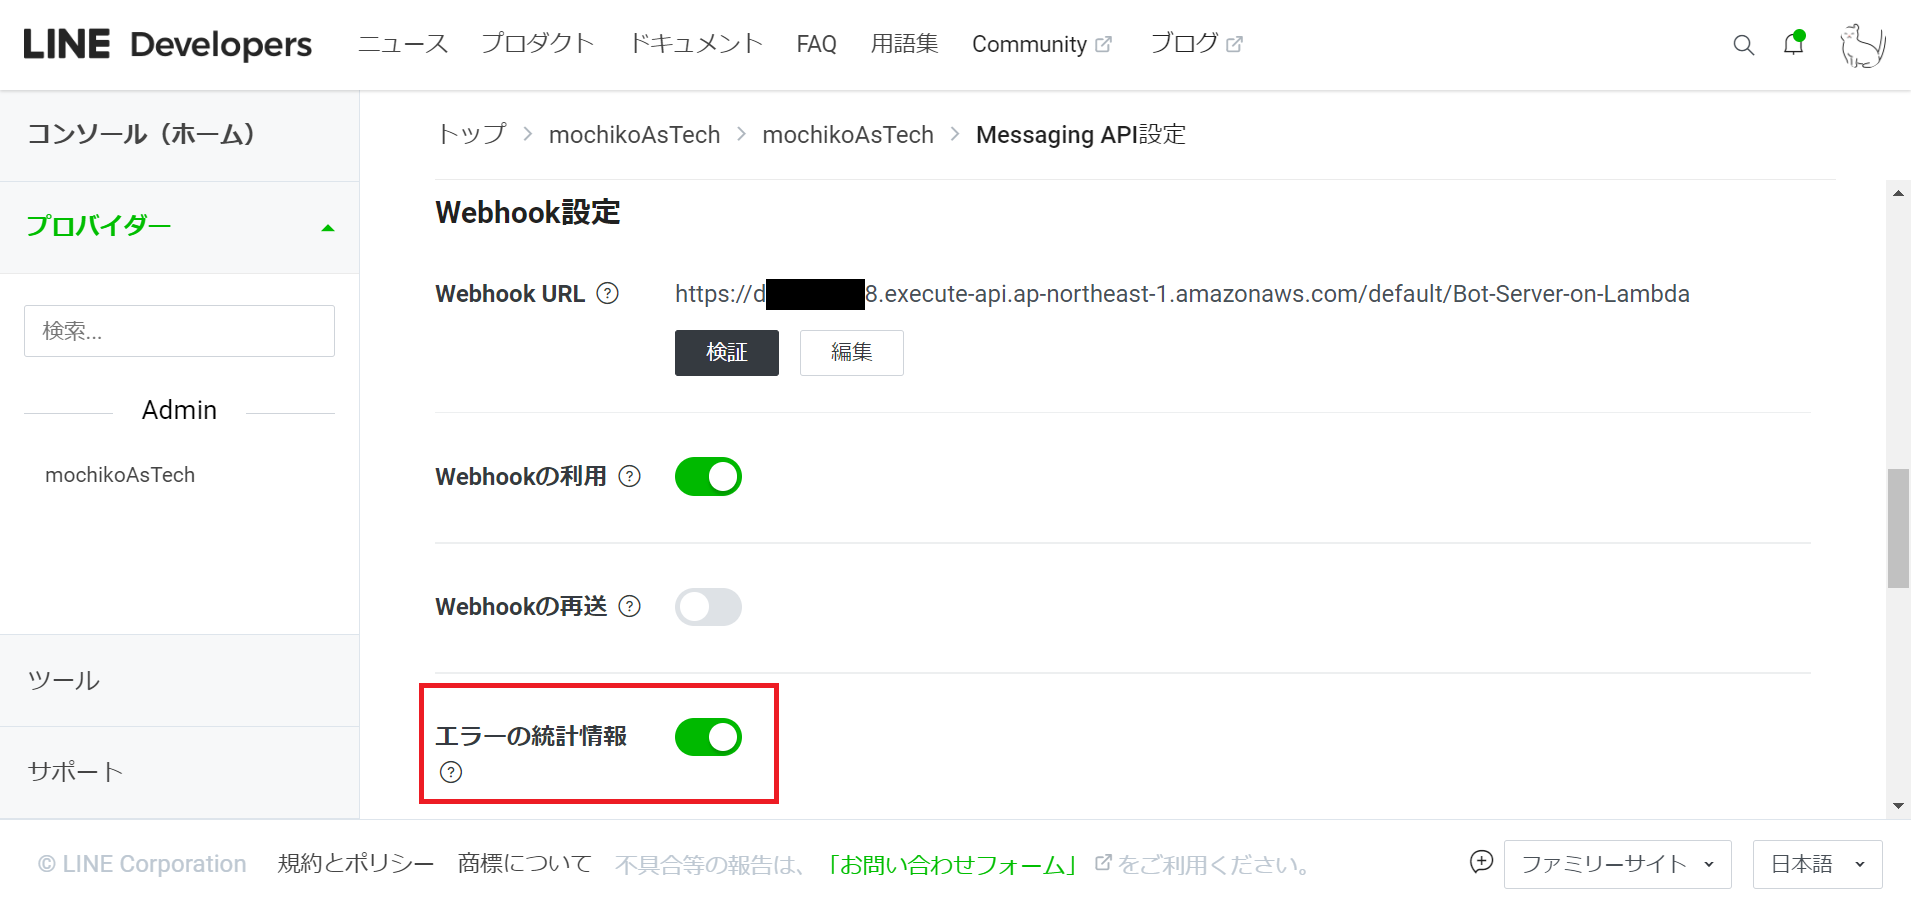 LINE Developers ニュース プロダクト ドキュメント FAQ 用語集 Community ブログ
コンソール（ホーム）
プロバイダー
検索...
Admin
mochikoAsTech
ツール
サポート
トップ > mochikoAsTech > mochikoAsTech > Messaging API設定
Webhook設定
Webhook URL ? https://d 8.execute-api.ap-northeast-1.amazonaws.com/default/Bot-Server-on-Lambda
検証 編集
Webhookの利用 ?
Webhookの再送 ?
エラーの統計情報
?
© LINE Corporation 規約とポリシー 商標について 不具合等の報告は、「お問い合わせフォーム」をご利用ください。 ファミリーサイト 日本語